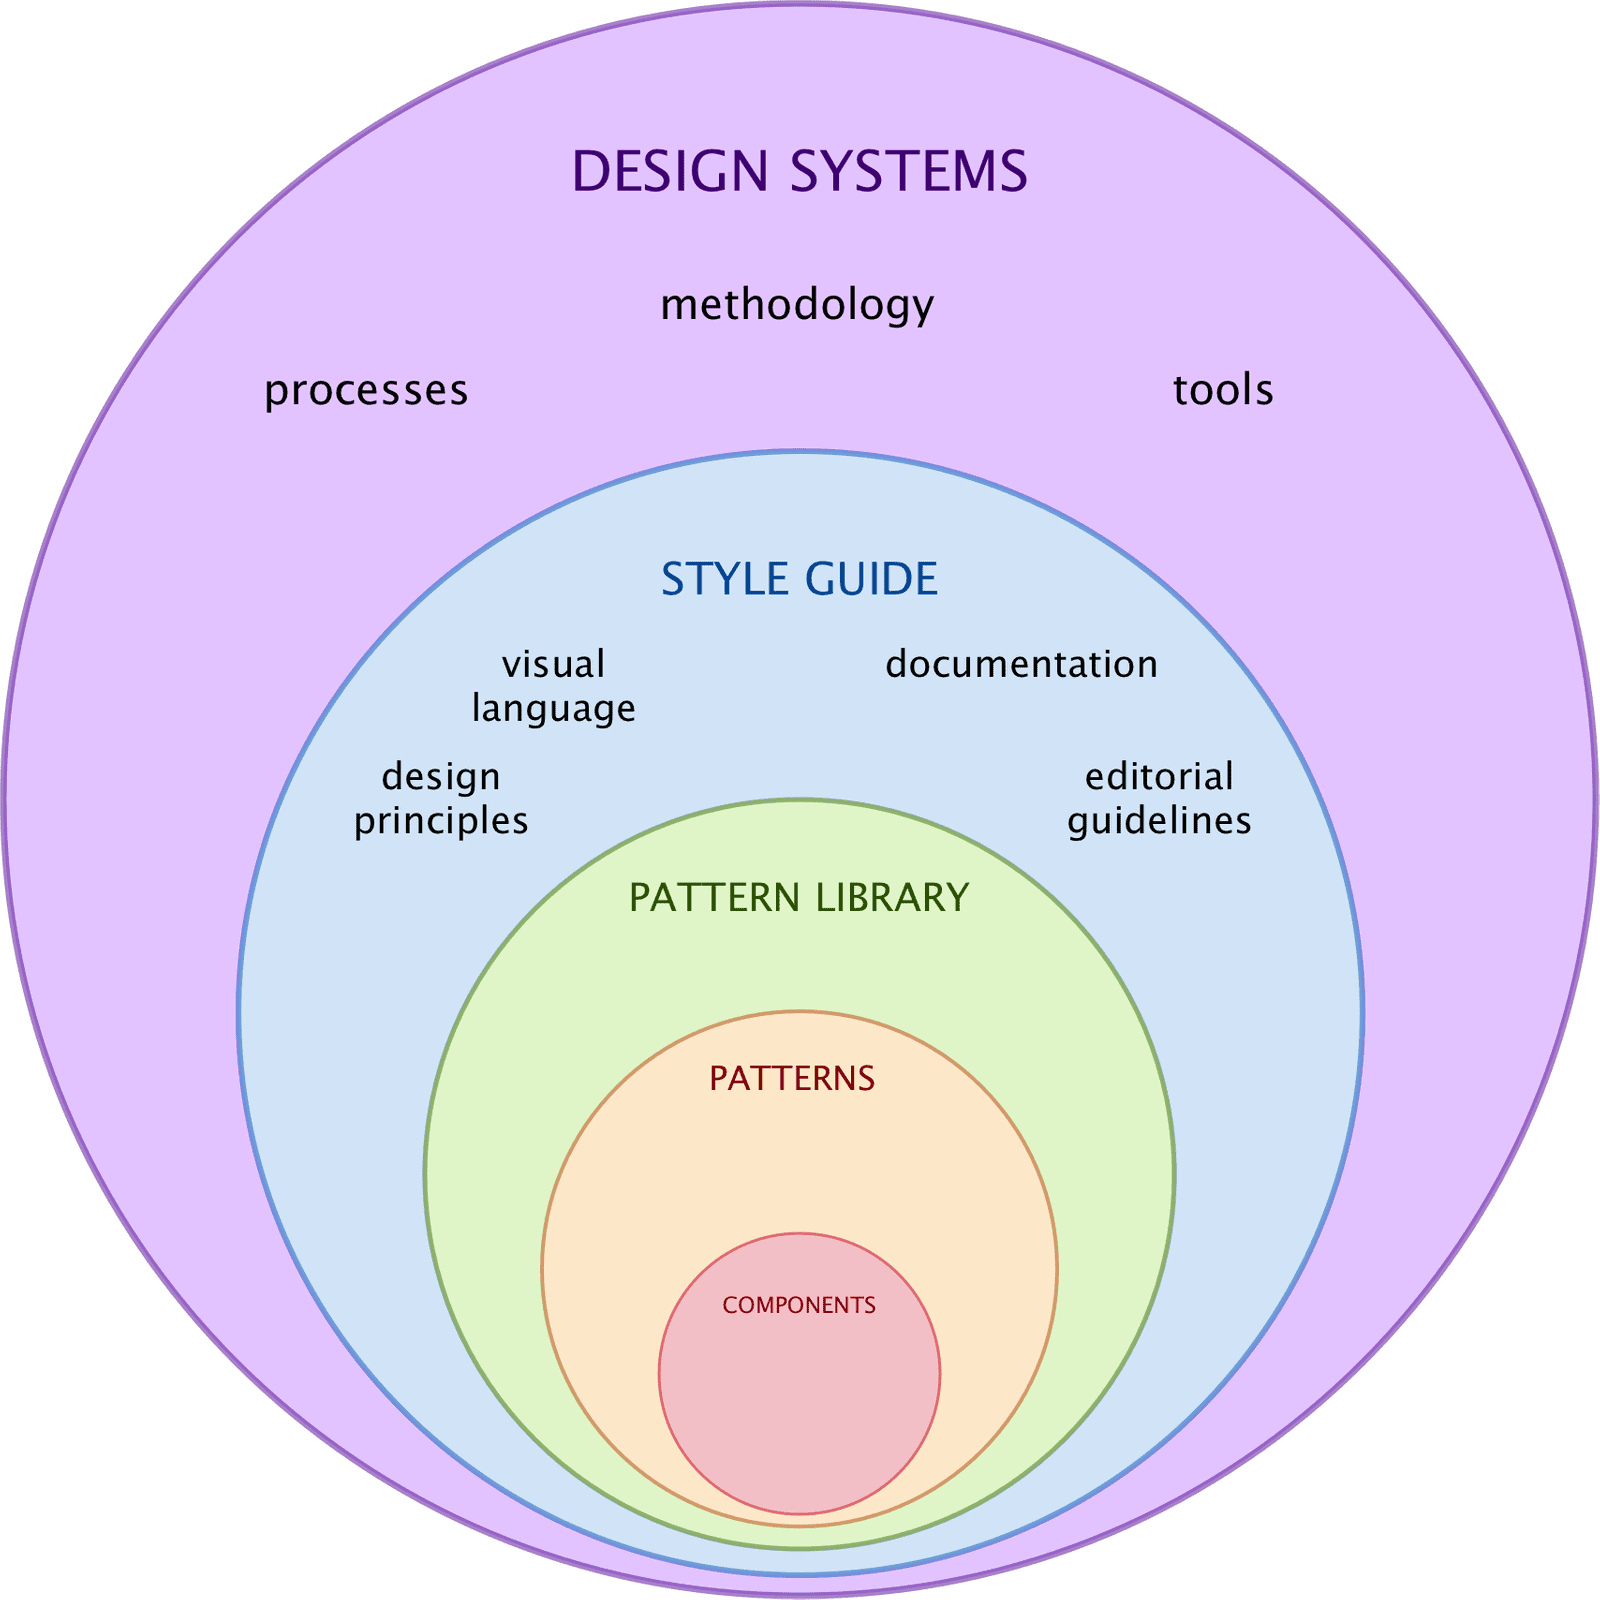 DESIGN SYSTEMS
methodology
processes
tools
STYLE GUIDE
visual
language
documentation
design
principles
editorial
guidelines
PATTERN LIBRARY
PATTERNS
COMPONENTS